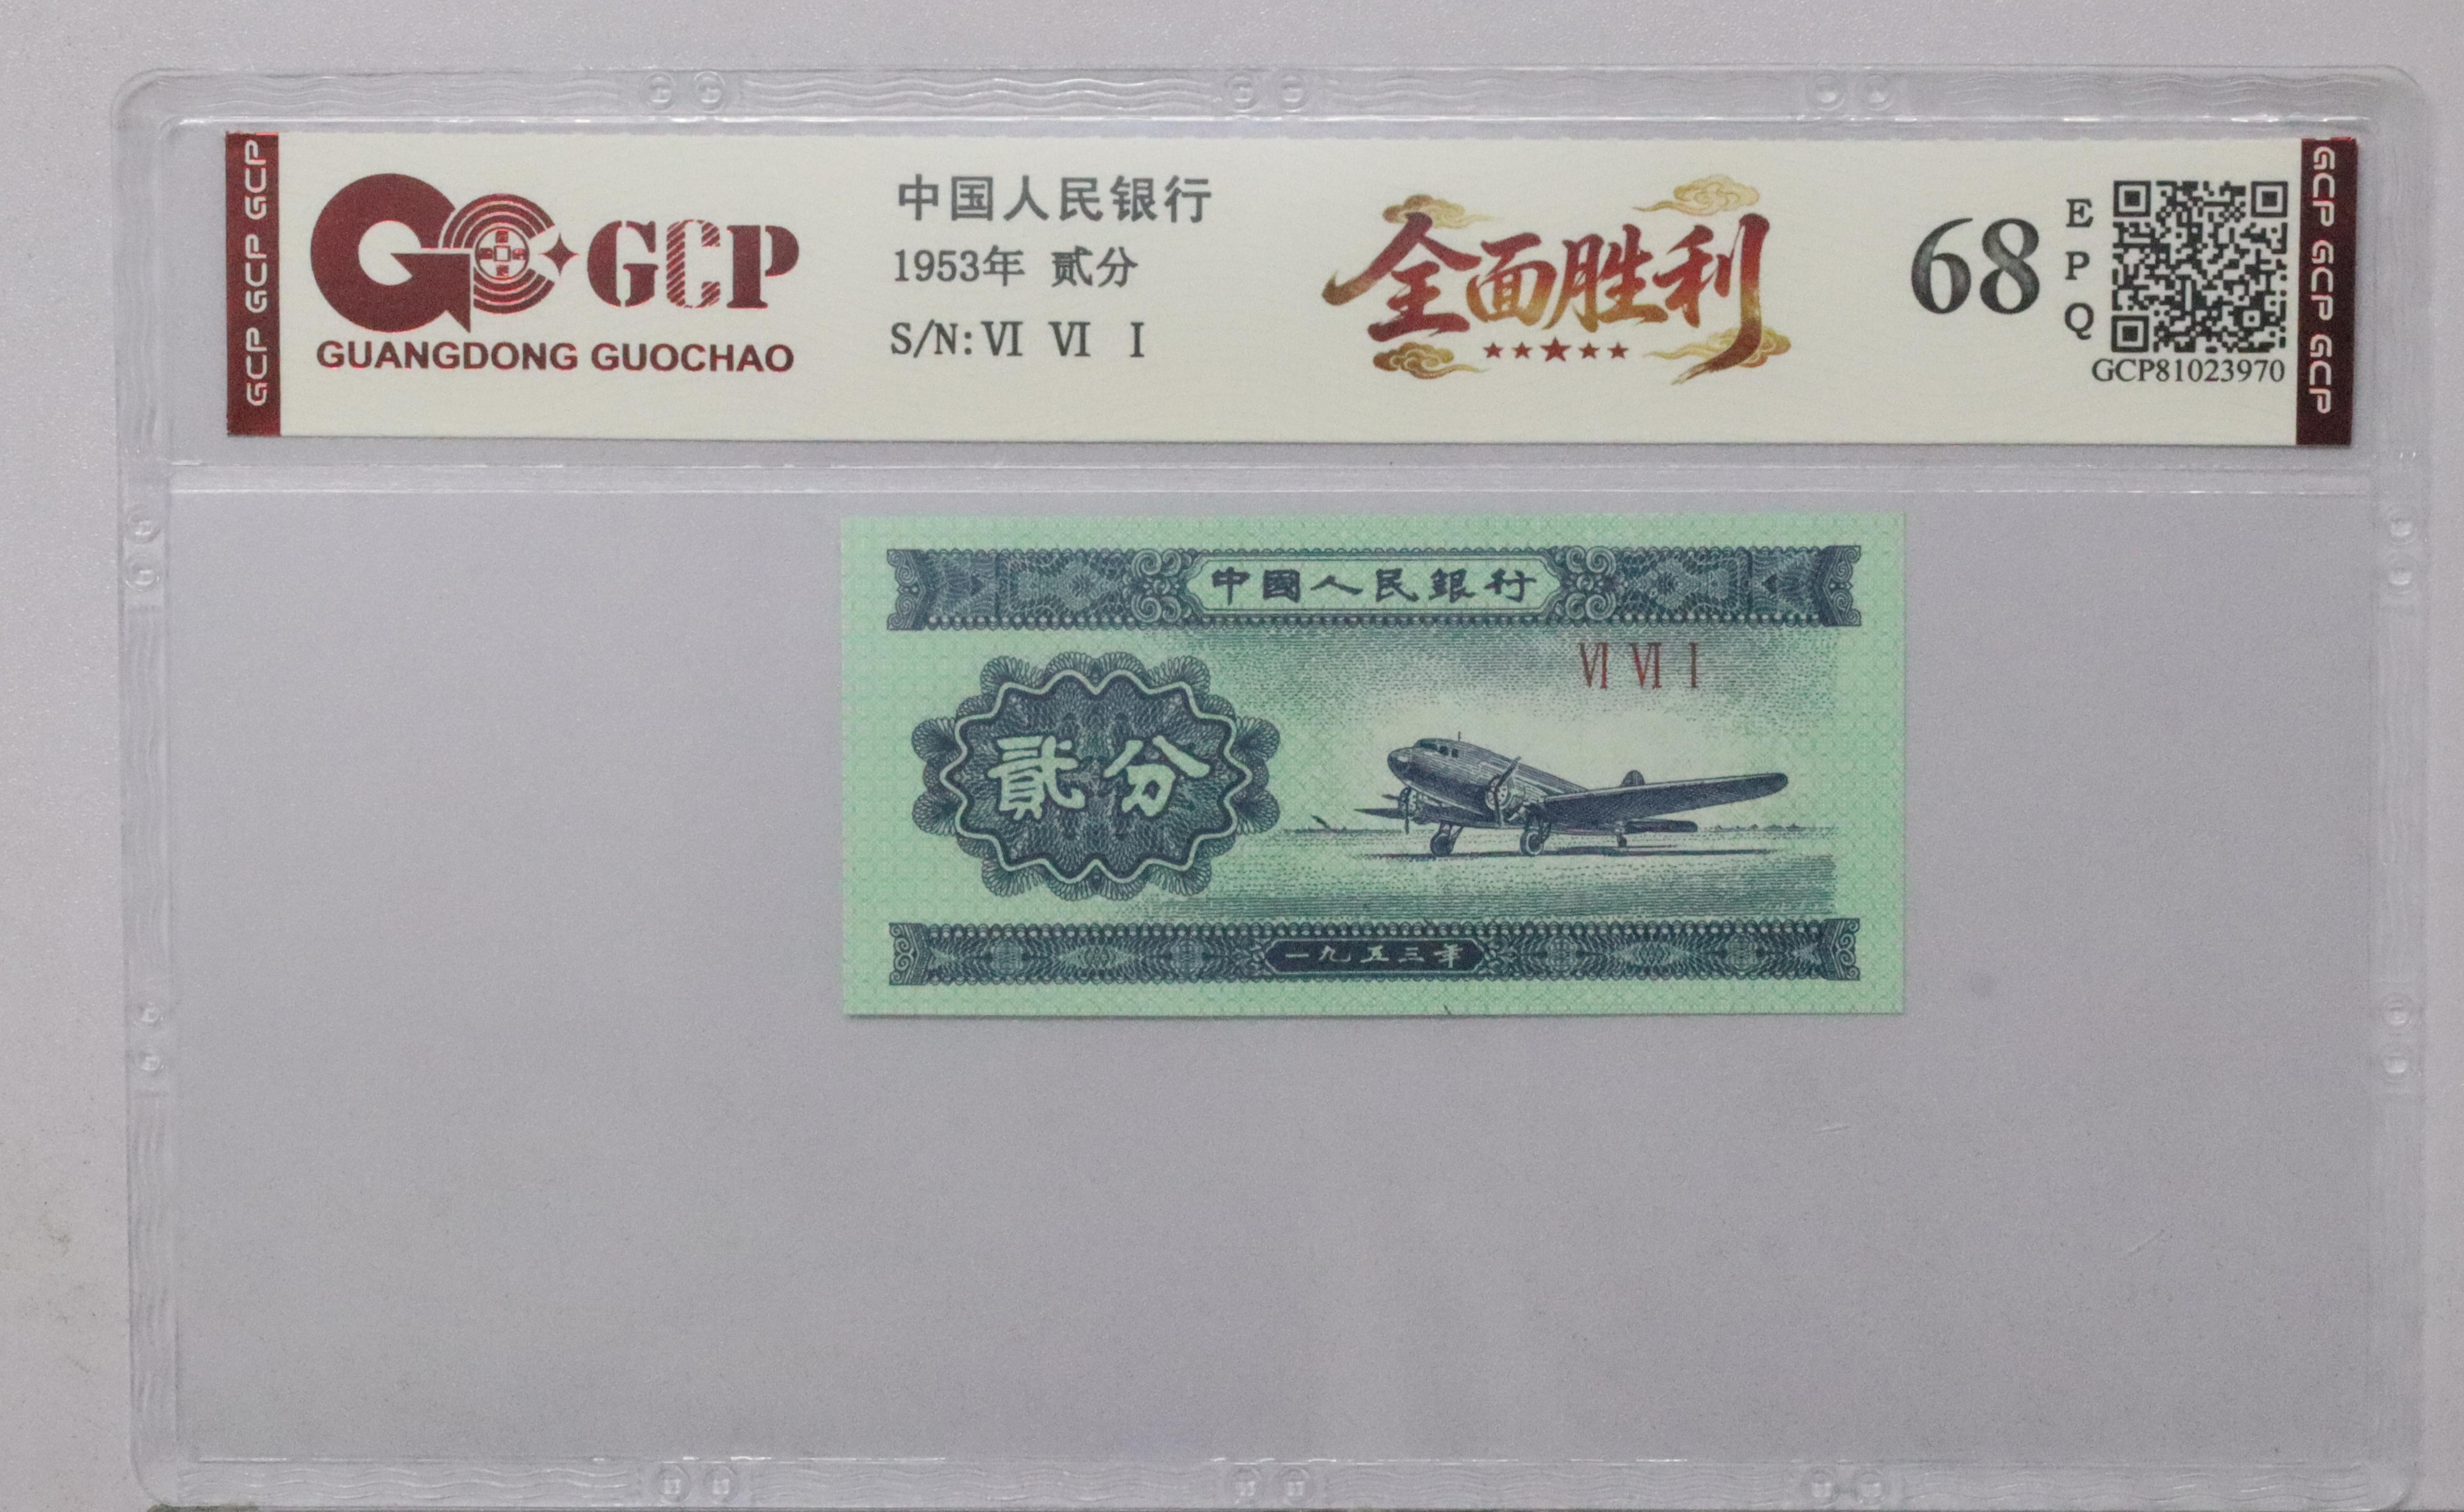 GCP GCP GCP
GCP
GUANGDONG GUOCHAO
中国人民银行
1953年 贰分
S/N: VI VI I
全面胜利
68
EPQ
GCP81023970
GCP GCP GCP
中國人民銀行
VI VI I
貳分
一九五三年